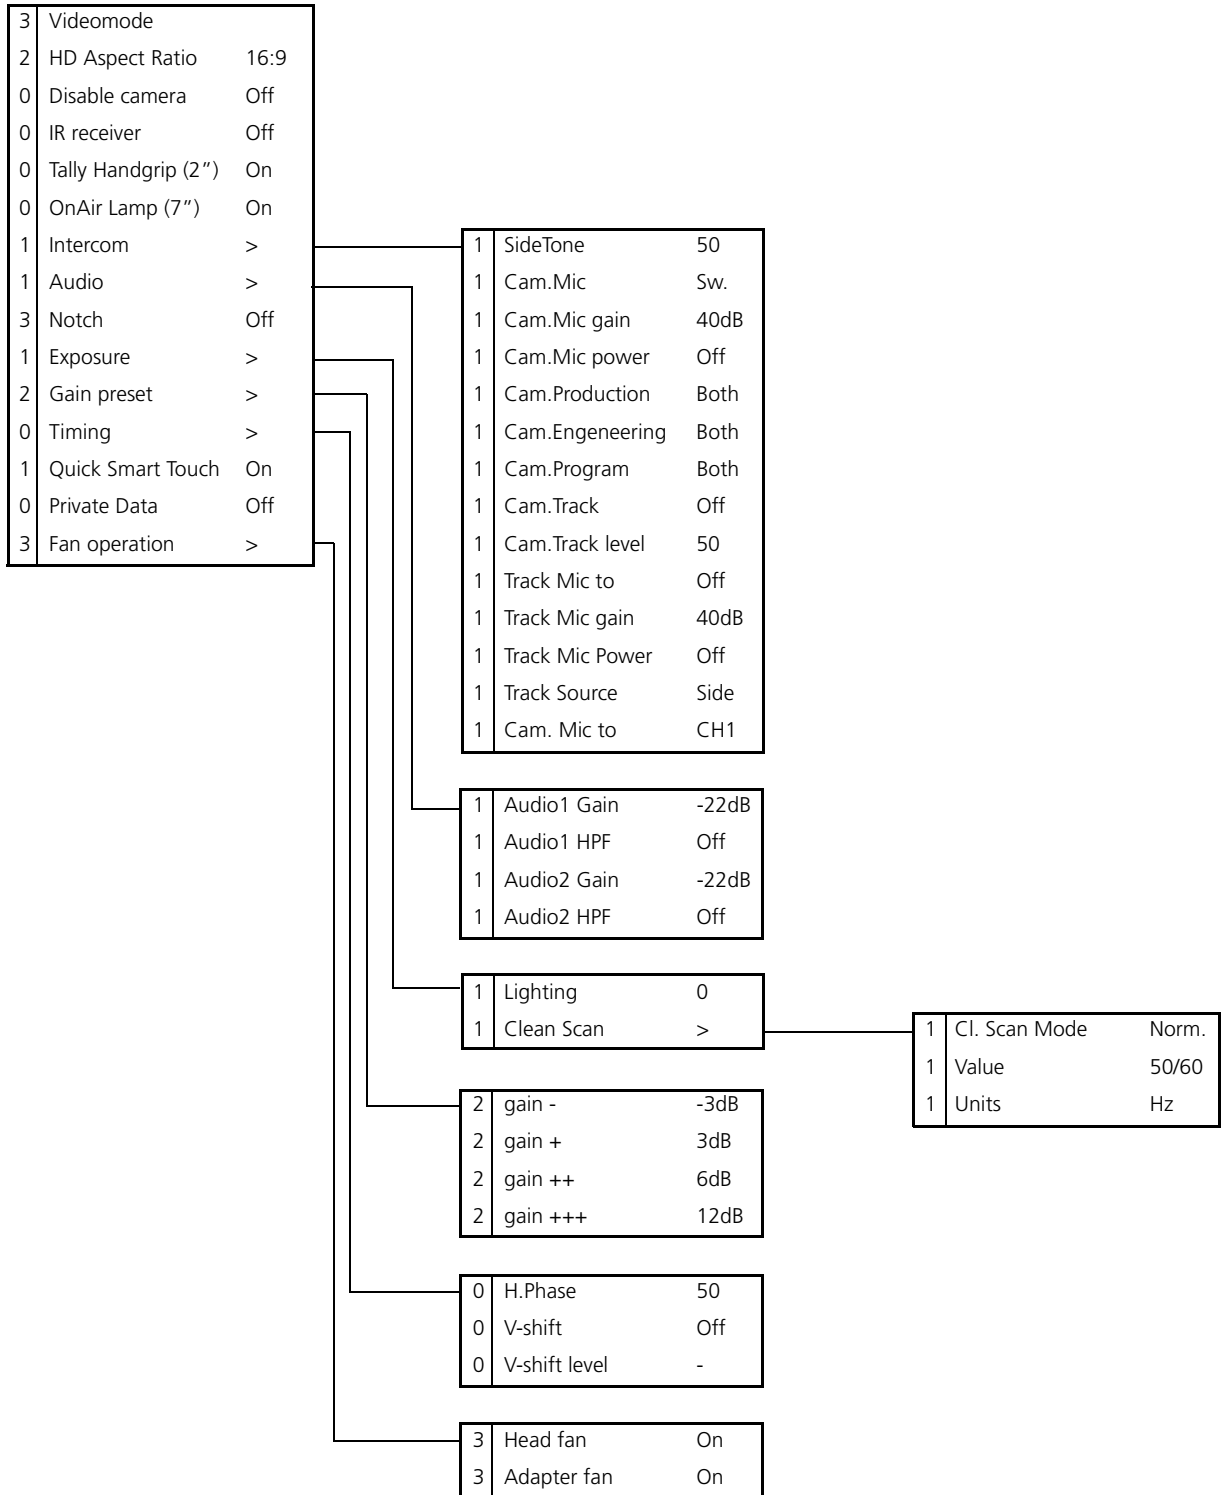 3 Videomode
2 HD Aspect Ratio 16:9
0 Disable camera Off
0 IR receiver Off
0 Tally Handgrip (2”) On
0 OnAir Lamp (7”) On
1 Intercom >
1 Audio >
3 Notch Off
1 Exposure >
2 Gain preset >
0 Timing >
1 Quick Smart Touch On
0 Private Data Off
3 Fan operation >
1 SideTone 50
1 Cam.Mic Sw.
1 Cam.Mic gain 40dB
1 Cam.Mic power Off
1 Cam.Production Both
1 Cam.Engeneering Both
1 Cam.Program Both
1 Cam.Track Off
1 Cam.Track level 50
1 Track Mic to Off
1 Track Mic gain 40dB
1 Track Mic Power Off
1 Track Source Side
1 Cam. Mic to CH1
1 Audio1 Gain -22dB
1 Audio1 HPF Off
1 Audio2 Gain -22dB
1 Audio2 HPF Off
1 Lighting 0
1 Clean Scan >
1 Cl. Scan Mode Norm.
1 Value 50/60
1 Units Hz
2 gain - -3dB
2 gain + 3dB
2 gain ++ 6dB
2 gain +++ 12dB
0 H.Phase 50
0 V-shift Off
0 V-shift level -
3 Head fan On
3 Adapter fan On